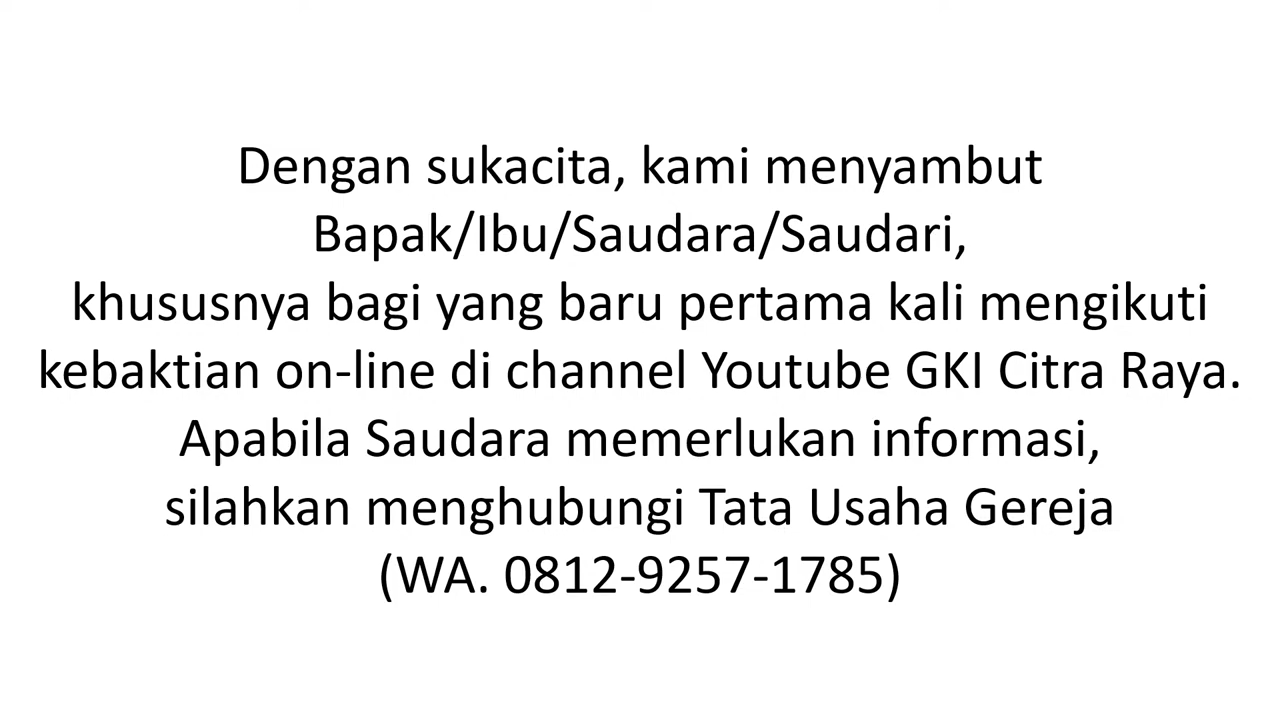 Dengan sukacita, kami menyambut
Bapak/Ibu/Saudara/Saudari,
khususnya bagi yang baru pertama kali mengikuti
kebaktian on-line di channel Youtube GKI Citra Raya.
Apabila Saudara memerlukan informasi,
silahkan menghubungi Tata Usaha Gereja
(WA. 0812-9257-1785)